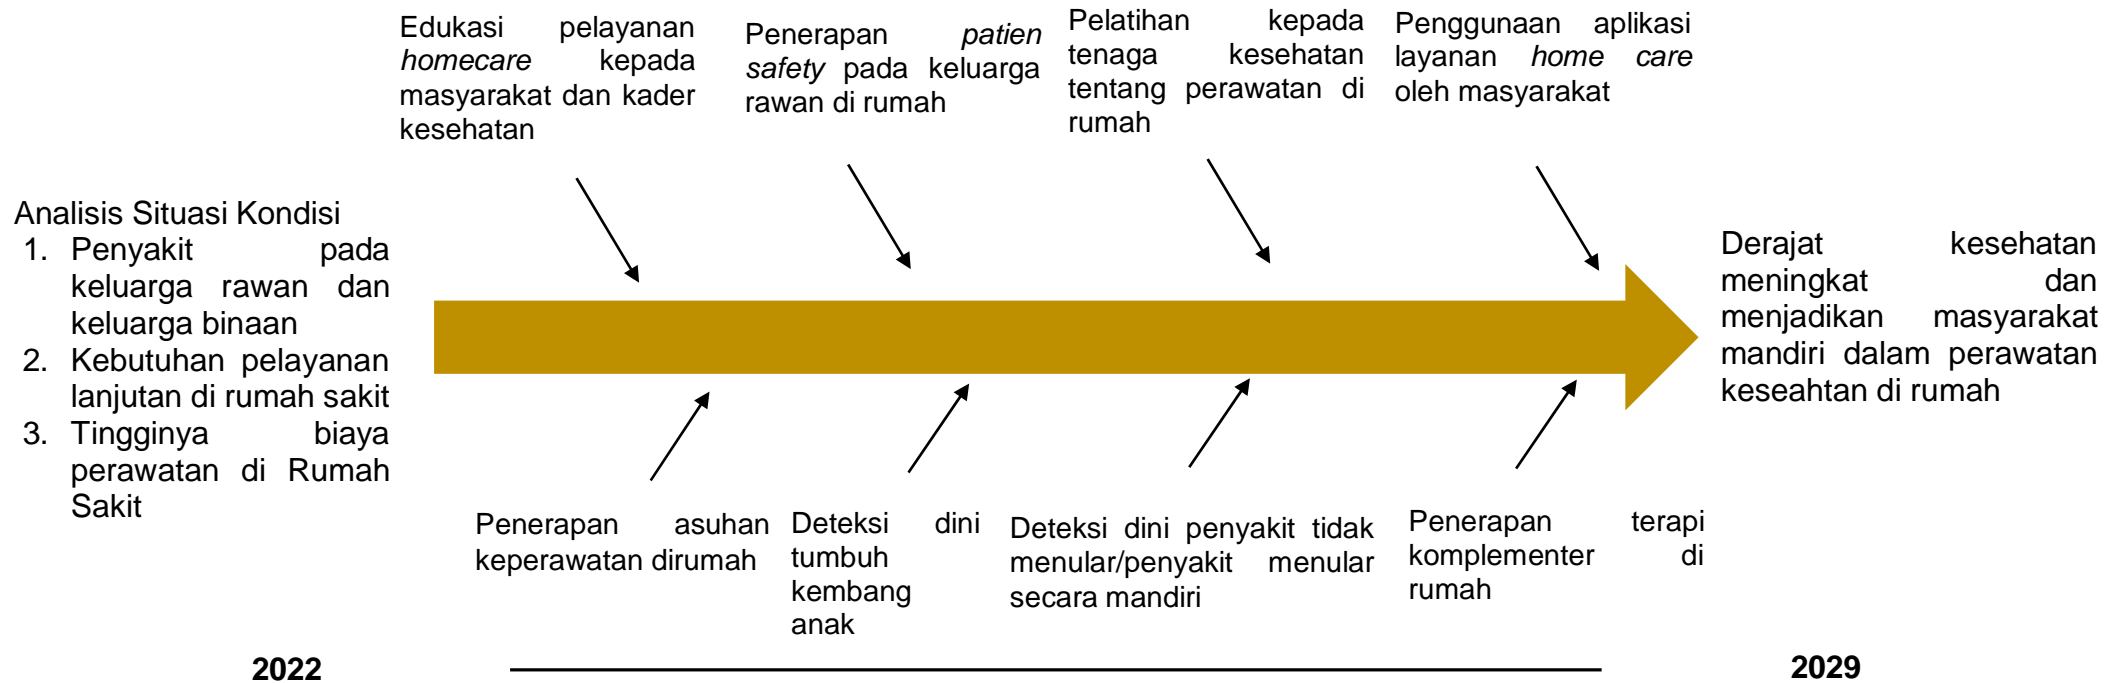 Edukasi pelayanan
homecare kepada
masyarakat dan kader
kesehatan
Penerapan patien
safety pada keluarga
rawan di rumah
Pelatihan kepada
tenaga kesehatan
tentang perawatan di
rumah
Penggunaan aplikasi
layanan home care
oleh masyarakat
Analisis Situasi Kondisi
1. Penyakit pada
keluarga rawan dan
keluarga binaan
2. Kebutuhan pelayanan
lanjutan di rumah sakit
3. Tingginya biaya
perawatan di Rumah
Sakit
Derajat kesehatan
meningkat dan
menjadikan masyarakat
mandiri dalam perawatan
keseahtan di rumah
Penerapan asuhan
keperawatan dirumah
Deteksi dini
tumbuh
kembang
anak
Deteksi dini penyakit tidak
menular/penyakit menular
secara mandiri
Penerapan terapi
komplementer di
rumah
2022
2029